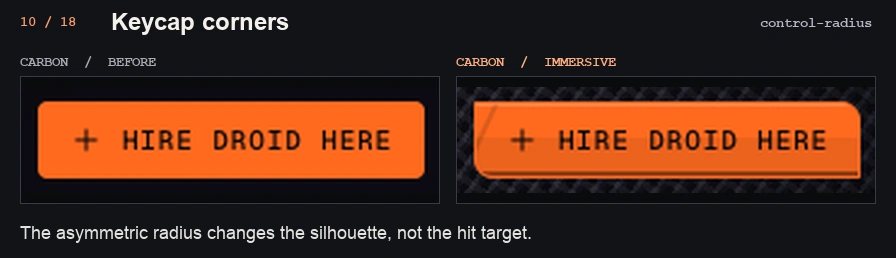 10 / 18 Keycap corners control-radius
CARBON / BEFORE CARBON / IMMERSIVE
+ HIRE DROID HERE + HIRE DROID HERE
The asymmetric radius changes the silhouette, not the hit target.